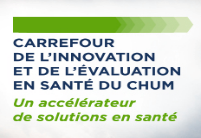 CARREFOUR
DE L'INNOVATION
ET DE L'ÉVALUATION
EN SANTÉ DU CHUM
Un accélérateur
de solutions en santé